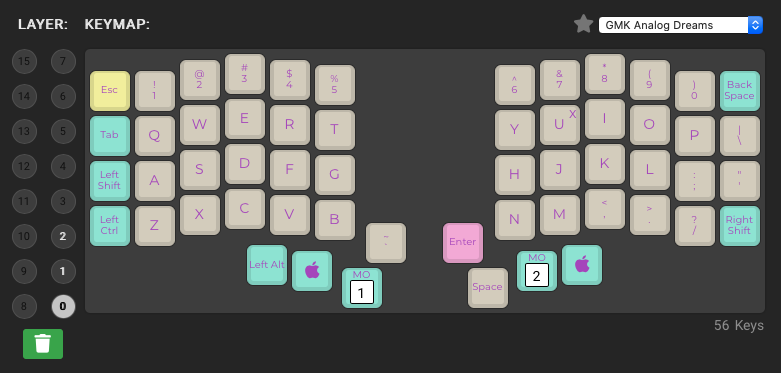 LAYER: KEYMAP: GMK Analog Dreams
15 7
14 6
13 5
12 4
11 3
10 2
9 1
8 0
Esc ! @ # $ % ^ & * ( ) Back
1 2 3 4 5 6 7 8 9 0 Space
Tab Q W E R T Y U X I O P |
\
Left A S D F G H J K L : "
Shift ; '
Left Z X C V B N M < > ? Right
Ctrl , . / Shift
Enter
Left Alt MO MO
1 Space 2
56 Keys